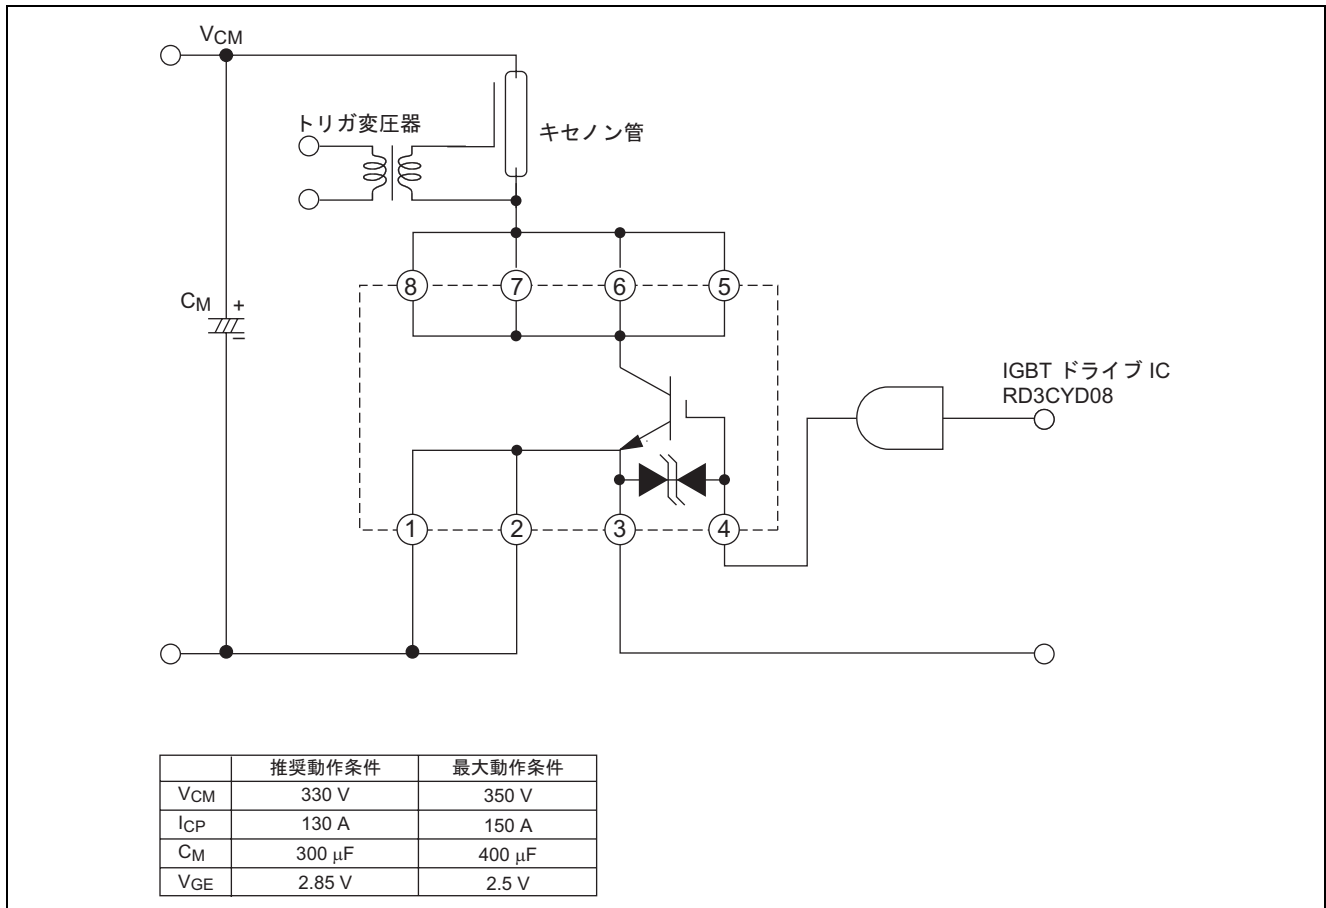 VCM
トリガ変圧器
キセノン管
8 7 6 5
CM + −
IGBT ドライブ IC
RD3CYD08
1 2 3 4
推奨動作条件 最大動作条件
VCM 330 V 350 V
ICP 130 A 150 A
CM 300 μF 400 μF
VGE 2.85 V 2.5 V